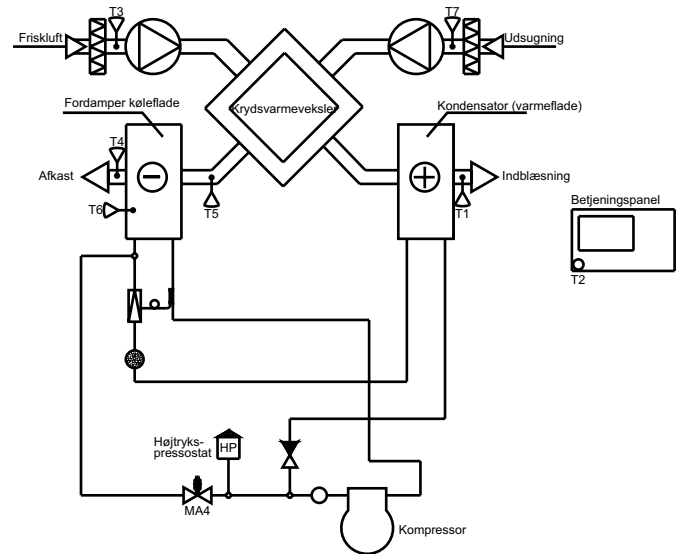 T3
T7
Friskluft
Udsugning
Krydsvarmeveksler
Fordamper køleflade
Kondensator (varmeflade)
T4
Afkast
Indblæsning
T6
T5
T1
Betjeningspanel
T2
Højtryks-
pressostat
HP
MA4
Kompressor